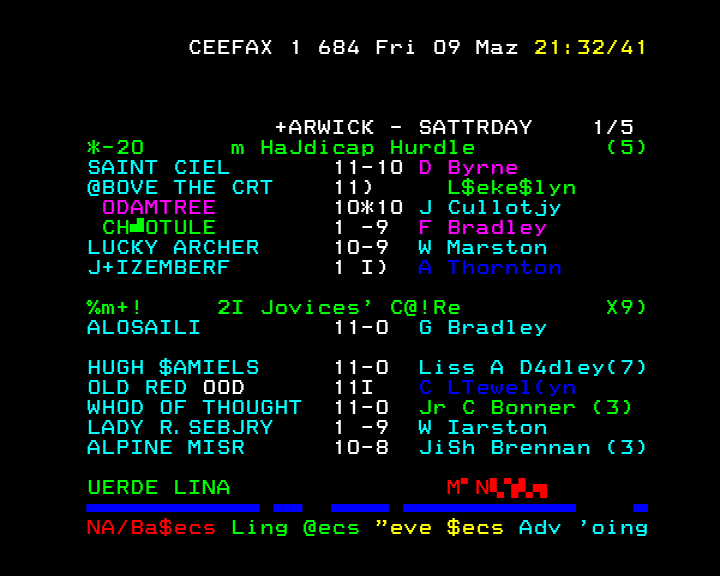 CEEFAX 1 684 Fri 09 Maz 21:32/41
+ARWICK - SATTRDAY 1/5
*-20 m HaJdicap Hurdle (5)
SAINT CIEL 11-10 D Byrne
@BOVE THE CRT 11) L$eke$lyn
ODAMTREE 10*10 J Cullotjy
CH OTULE 1 -9 F Bradley
LUCKY ARCHER 10-9 W Marston
J+IZEMBERF 1 I) A Thornton
%m+! 2I Jovices' C@!Re X9)
ALOSAILI 11-0 G Bradley
HUGH $AMIELS 11-0 Liss A D4dley(7)
OLD RED OOD 11I C LTewel(yn
WHOD OF THOUGHT 11-0 Jr C Bonner (3)
LADY R.SEBJRY 1 -9 W Iarston
ALPINE MISR 10-8 JiSh Brennan (3)
UERDE LINA M N
NA/Ba$ecs Ling @ecs "eve $ecs Adv 'oing